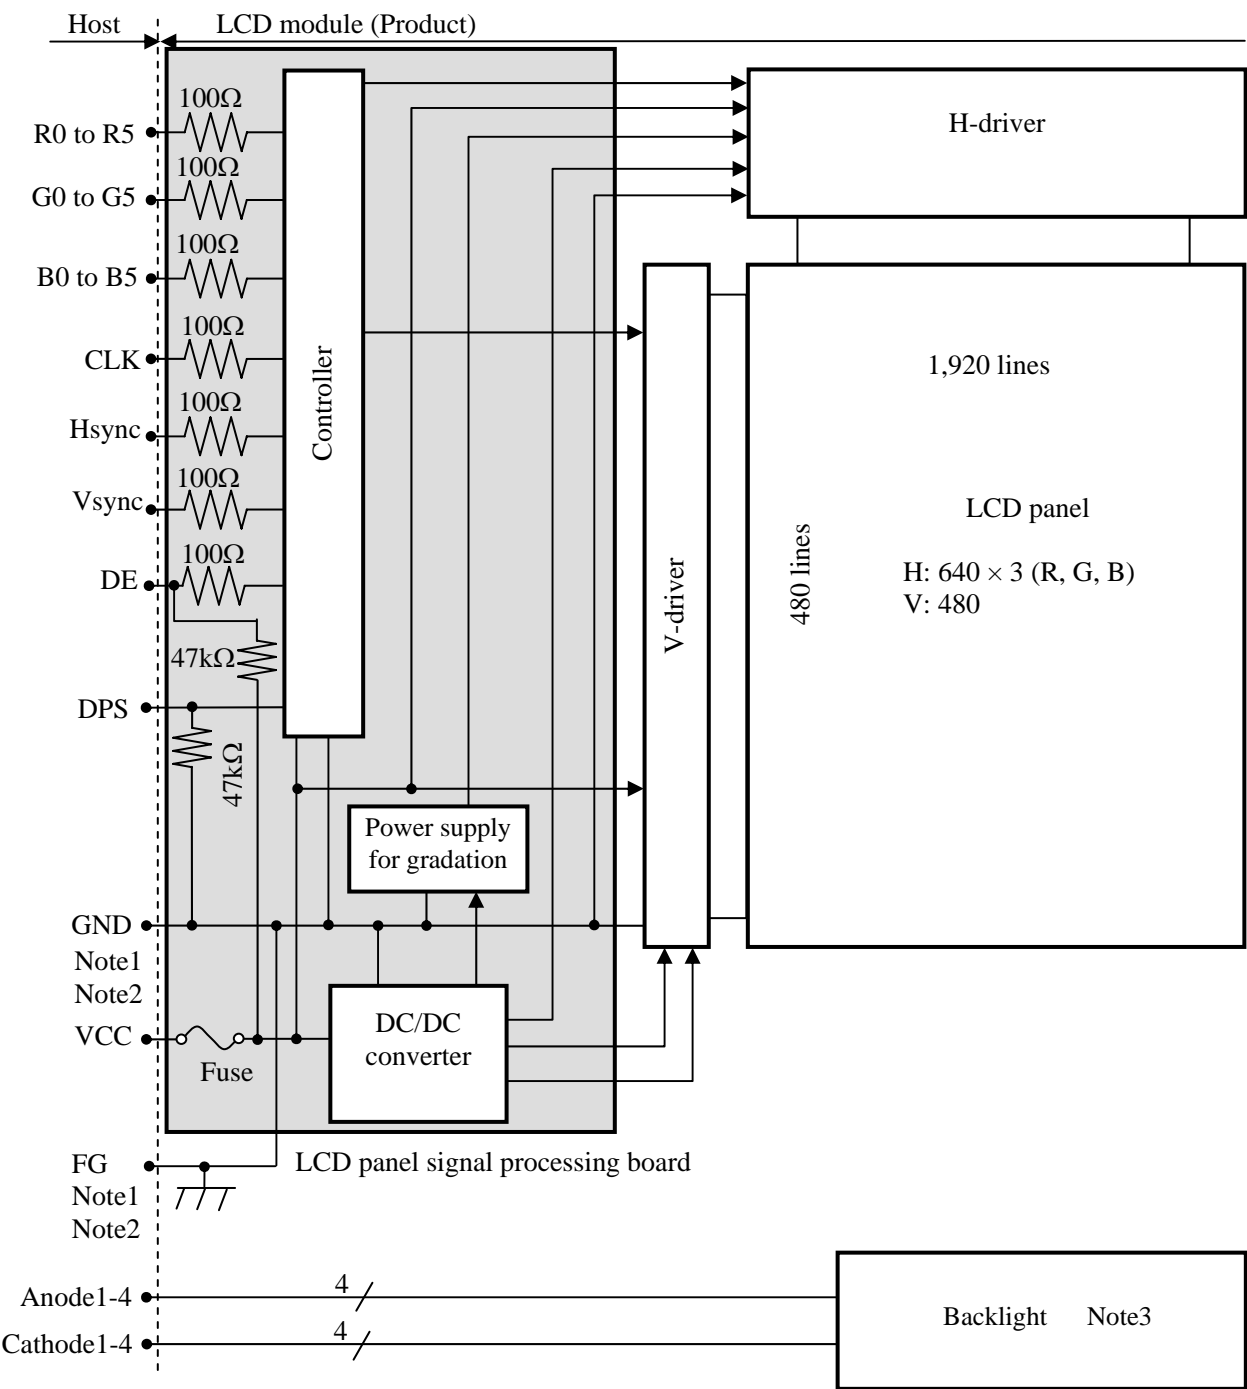 Host
LCD module (Product)
100Ω
R0 to R5
100Ω
G0 to G5
100Ω
B0 to B5
100Ω
CLK
100Ω
Hsync
100Ω
Vsync
100Ω
DE
47kΩ
DPS
47kΩ
Controller
H-driver
V-driver
1,920 lines
480 lines
LCD panel
H: 640 × 3 (R, G, B)
V: 480
Power supply
for gradation
GND
Note1
Note2
VCC
Fuse
DC/DC
converter
FG
Note1
Note2
LCD panel signal processing board
Anode1-4
4
Cathode1-4
4
Backlight Note3